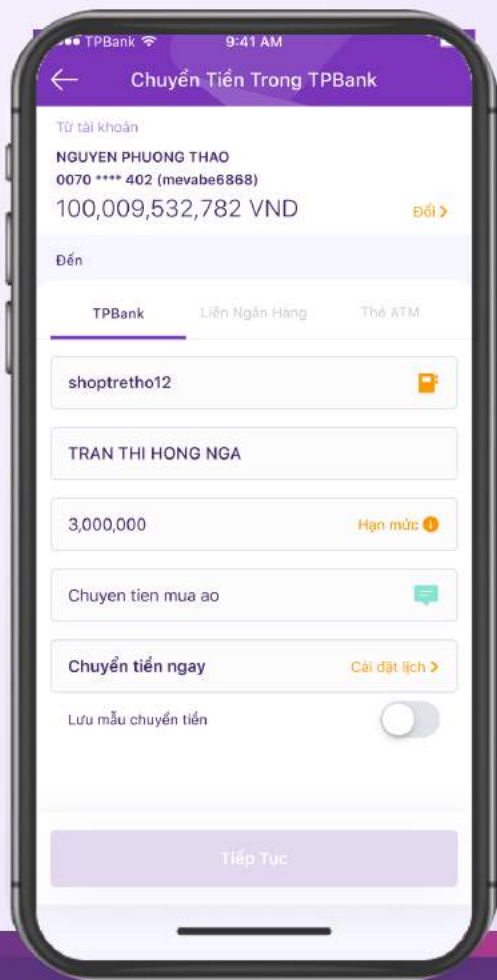 TPBank 9:41 AM
Chuyển Tiền Trong TPBank
Từ tài khoản
NGUYEN PHUONG THAO
0070 **** 402 (mevabe6868)
100,009,532,782 VND Đổi >
Đến
TPBank Liên Ngân Hàng Thẻ ATM
shoptretho12
TRAN THI HONG NGA
3,000,000 Hạn mức
Chuyen tien mua ao
Chuyển tiền ngay Cài đặt lịch >
Lưu mẫu chuyển tiền
Tiếp Tục